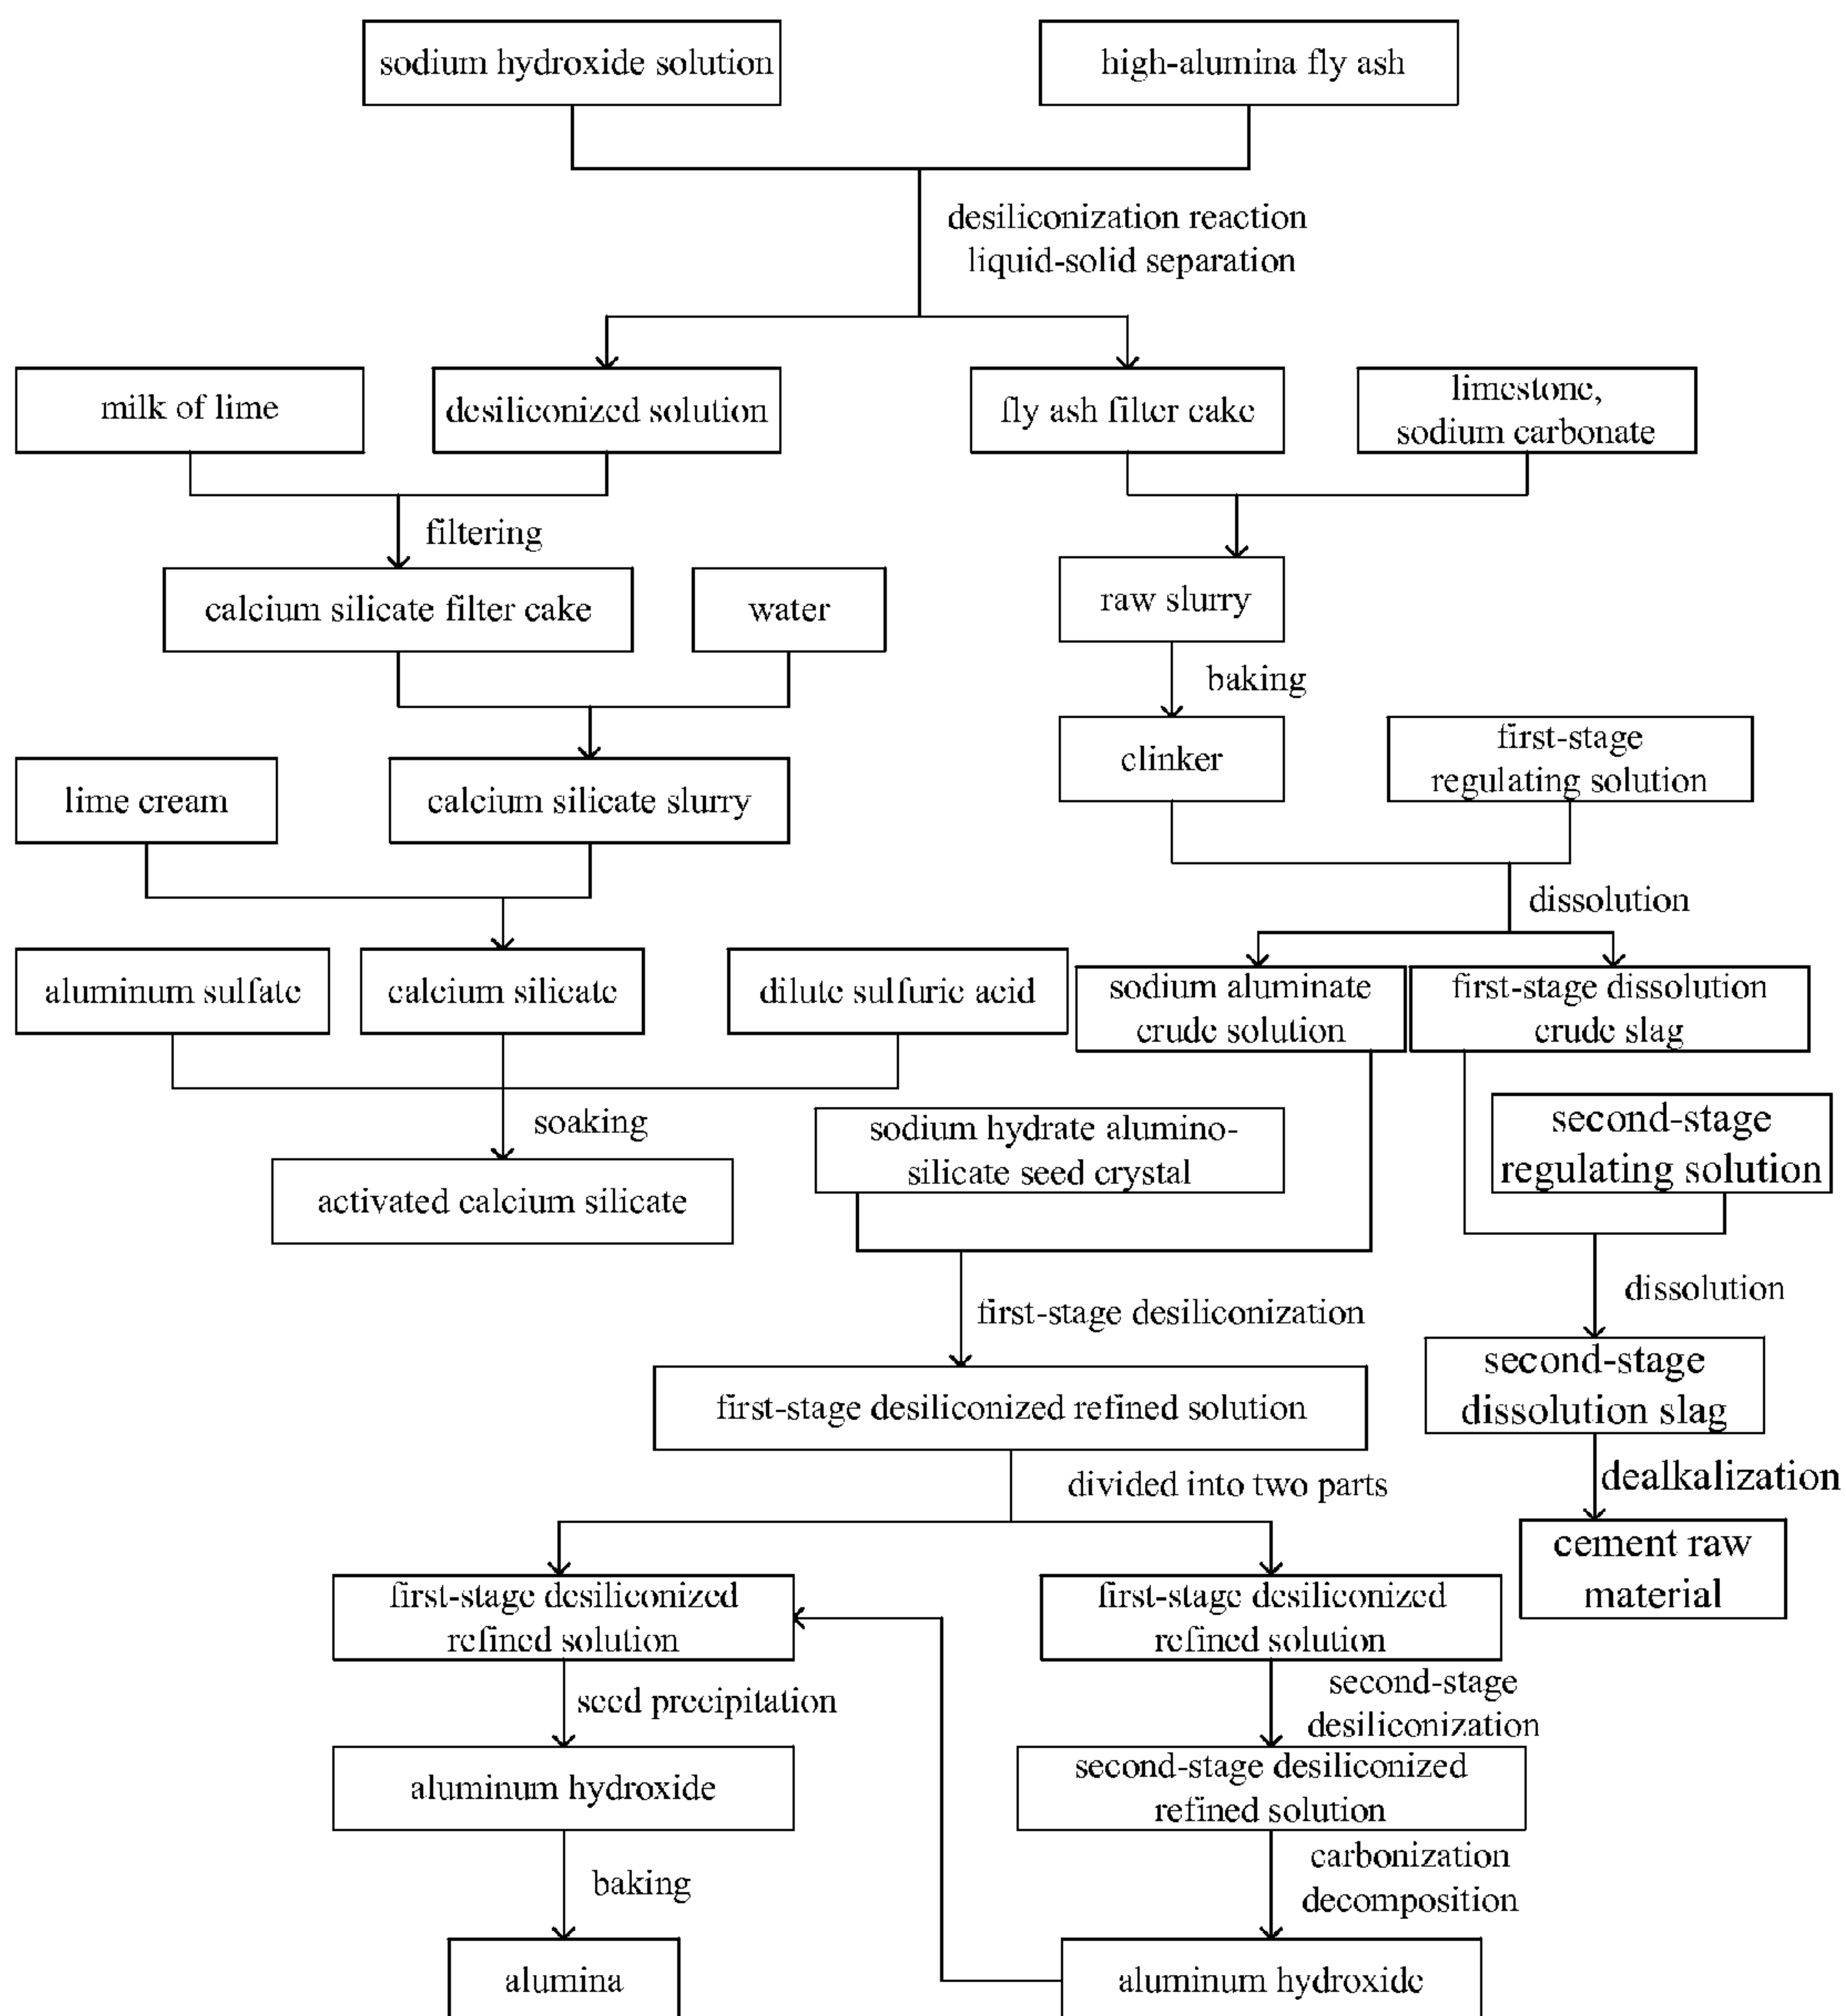 sodium hydroxide solution
high-alumina fly ash
desiliconization reaction
liquid-solid separation
milk of lime
desiliconized solution
fly ash filter cake
limestone,
sodium carbonate
filtering
calcium silicate filter cake
water
raw slurry
baking
clinker
first-stage
regulating solution
lime cream
calcium silicate slurry
dissolution
aluminum sulfate
calcium silicate
dilute sulfuric acid
sodium aluminate
crude solution
first-stage dissolution
crude slag
soaking
activated calcium silicate
sodium hydrate alumino-
silicate seed crystal
second-stage
regulating solution
dissolution
first-stage desiliconization
second-stage
dissolution slag
first-stage desiliconized refined solution
dealkalization
divided into two parts
cement raw
material
first-stage desiliconized
refined solution
first-stage desiliconized
refined solution
seed precipitation
second-stage
desiliconization
aluminum hydroxide
second-stage desiliconized
refined solution
baking
carbonization
decomposition
alumina
aluminum hydroxide